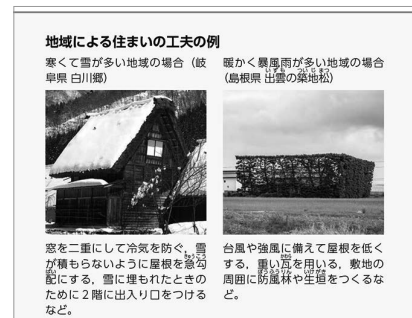 地域による住まいの工夫の例
寒くて雪が多い地域の場合（岐
阜県 白川郷）
窓を二重にして冷気を防ぐ，雪
が積もらないように屋根を急勾
配にする，雪に埋もれたときの
ために２階に出入り口をつける
など。
暖かく暴風雨が多い地域の場合
（島根県 出雲の築地松）
台風や強風に備えて屋根を低く
する，重い瓦を用いる，敷地の
周囲に防風林や生垣をつくるな
ど。